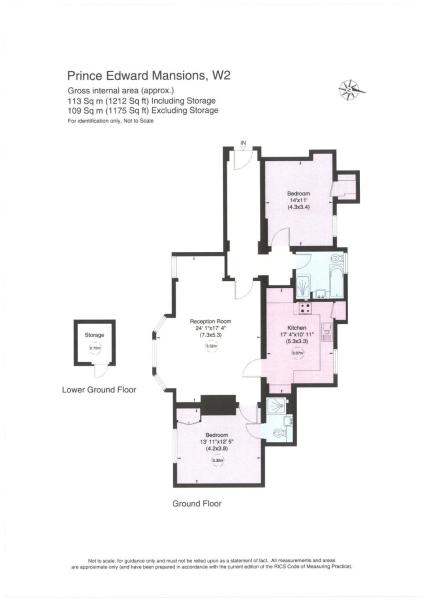 Prince Edward Mansions, W2
Gross internal area (approx.)
113 Sq m (1212 Sq ft) Including Storage
109 Sq m (1175 Sq ft) Excluding Storage
For identification only, Not to Scale
IN
Bedroom
14'x11'
(4.3x3.4)
Reception Room
24' 1"x17' 4"
(7.3x5.3)
Kitchen
17' 4"x10' 11"
(5.3x3.3)
Storage
Lower Ground Floor
Bedroom
13' 11"x12' 5"
(4.2x3.8)
Ground Floor
Not to scale, for guidance only and must not be relied upon as a statement of fact. All measurements and areas
are approximate only (and have been prepared in accordance with the current edition of the RICS Code of Measuring Practice).